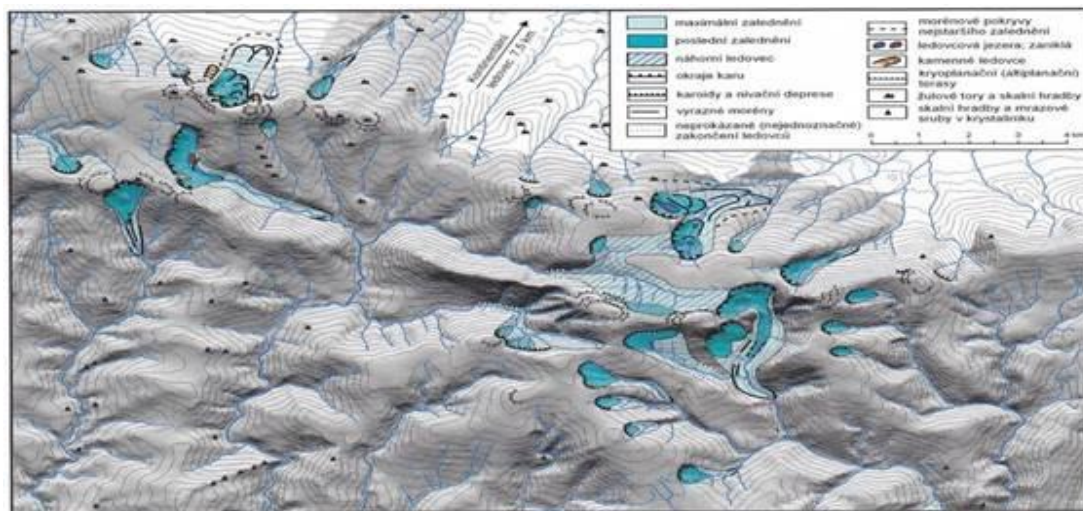 Kontinentální
ledovec 7,5 km
maximální zalednění
poslední zalednění
náhorní ledovec
okraje karu
karoidy a nivační deprese
výrazné morény
neprokázané (nejednoznačné)
zakončení ledovců
morénové pokryvy
nejstaršího zalednění
ledovcová jezera; zaniklá
kamenné ledovce
kryoplanační (altiplanační)
terasy
žulové tory a skalní hradby
skalní hradby a mrazové
sruby v krystaliniku
0 1 2 3 4 km